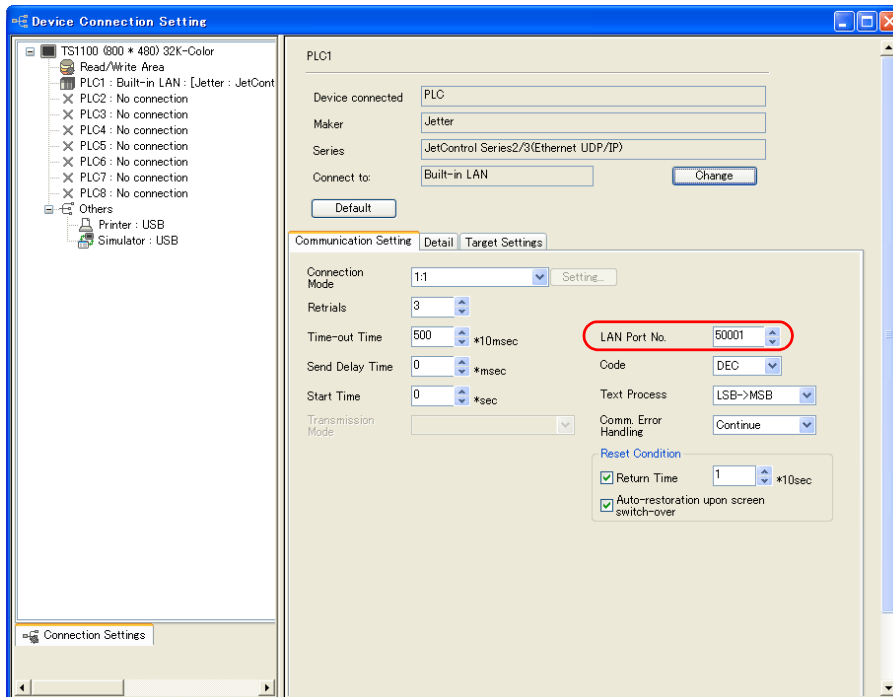 Device Connection Setting
TS1100 (800 * 480) 32K-Color
Read/Write Area
PLC1 : Built-in LAN : [Jetter : JetCont
PLC2 : No connection
PLC3 : No connection
PLC4 : No connection
PLC5 : No connection
PLC6 : No connection
PLC7 : No connection
PLC8 : No connection
Others
Printer : USB
Simulator : USB
Connection Settings
PLC1
Device connected PLC
Maker Jetter
Series JetControl Series2/3(Ethernet UDP/IP)
Connect to: Built-in LAN Change
Default
Communication Setting Detail Target Settings
Connection Mode 1:1 Setting...
Retrials 3
Time-out Time 500 *10msec
Send Delay Time 0 *msec
Start Time 0 *sec
Transmission Mode
LAN Port No. 50001
Code DEC
Text Process LSB->MSB
Comm. Error Handling Continue
Reset Condition
Return Time 1 *10sec
Auto-restoration upon screen
switch-over